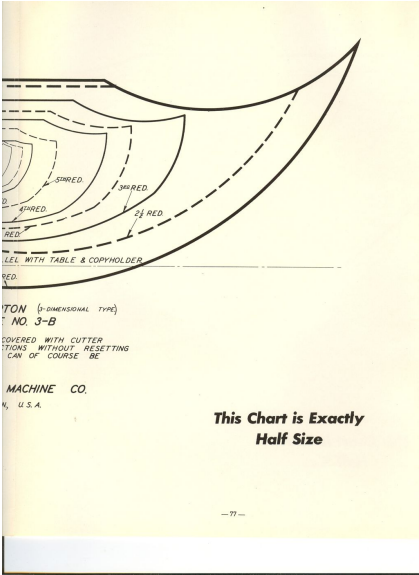 5TH RED.
3RD RED.
4TH RED.
2½ RED.
RED.
LEL WITH TABLE & COPYHOLDER
RED.
TON (3-DIMENSIONAL TYPE)
NO. 3-B
COVERED WITH CUTTER
CTIONS WITHOUT RESETTING
CAN OF COURSE BE
MACHINE CO.
N, U.S.A.
This Chart is Exactly
Half Size
—77—